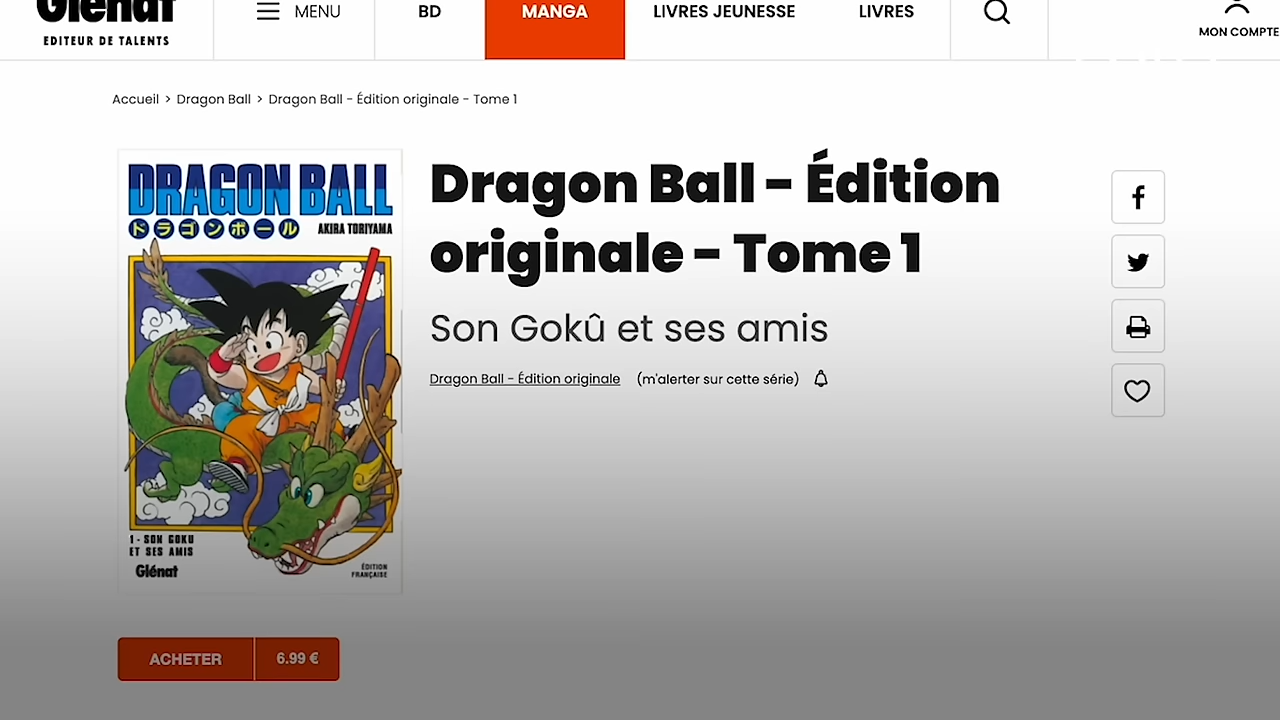 Glénat
EDITEUR DE TALENTS
MENU
BD
MANGA
LIVRES JEUNESSE
LIVRES
MON COMPTE
Accueil > Dragon Ball > Dragon Ball - Édition originale - Tome 1
DRAGON BALL
ドラゴンボール
AKIRA TORIYAMA
1 - SON GOKU
ET SES AMIS
Glénat
ÉDITION
FRANÇAISE
Dragon Ball - Édition
originale - Tome 1
Son Gokû et ses amis
Dragon Ball - Édition originale (m'alerter sur cette série)
ACHETER 6.99 €